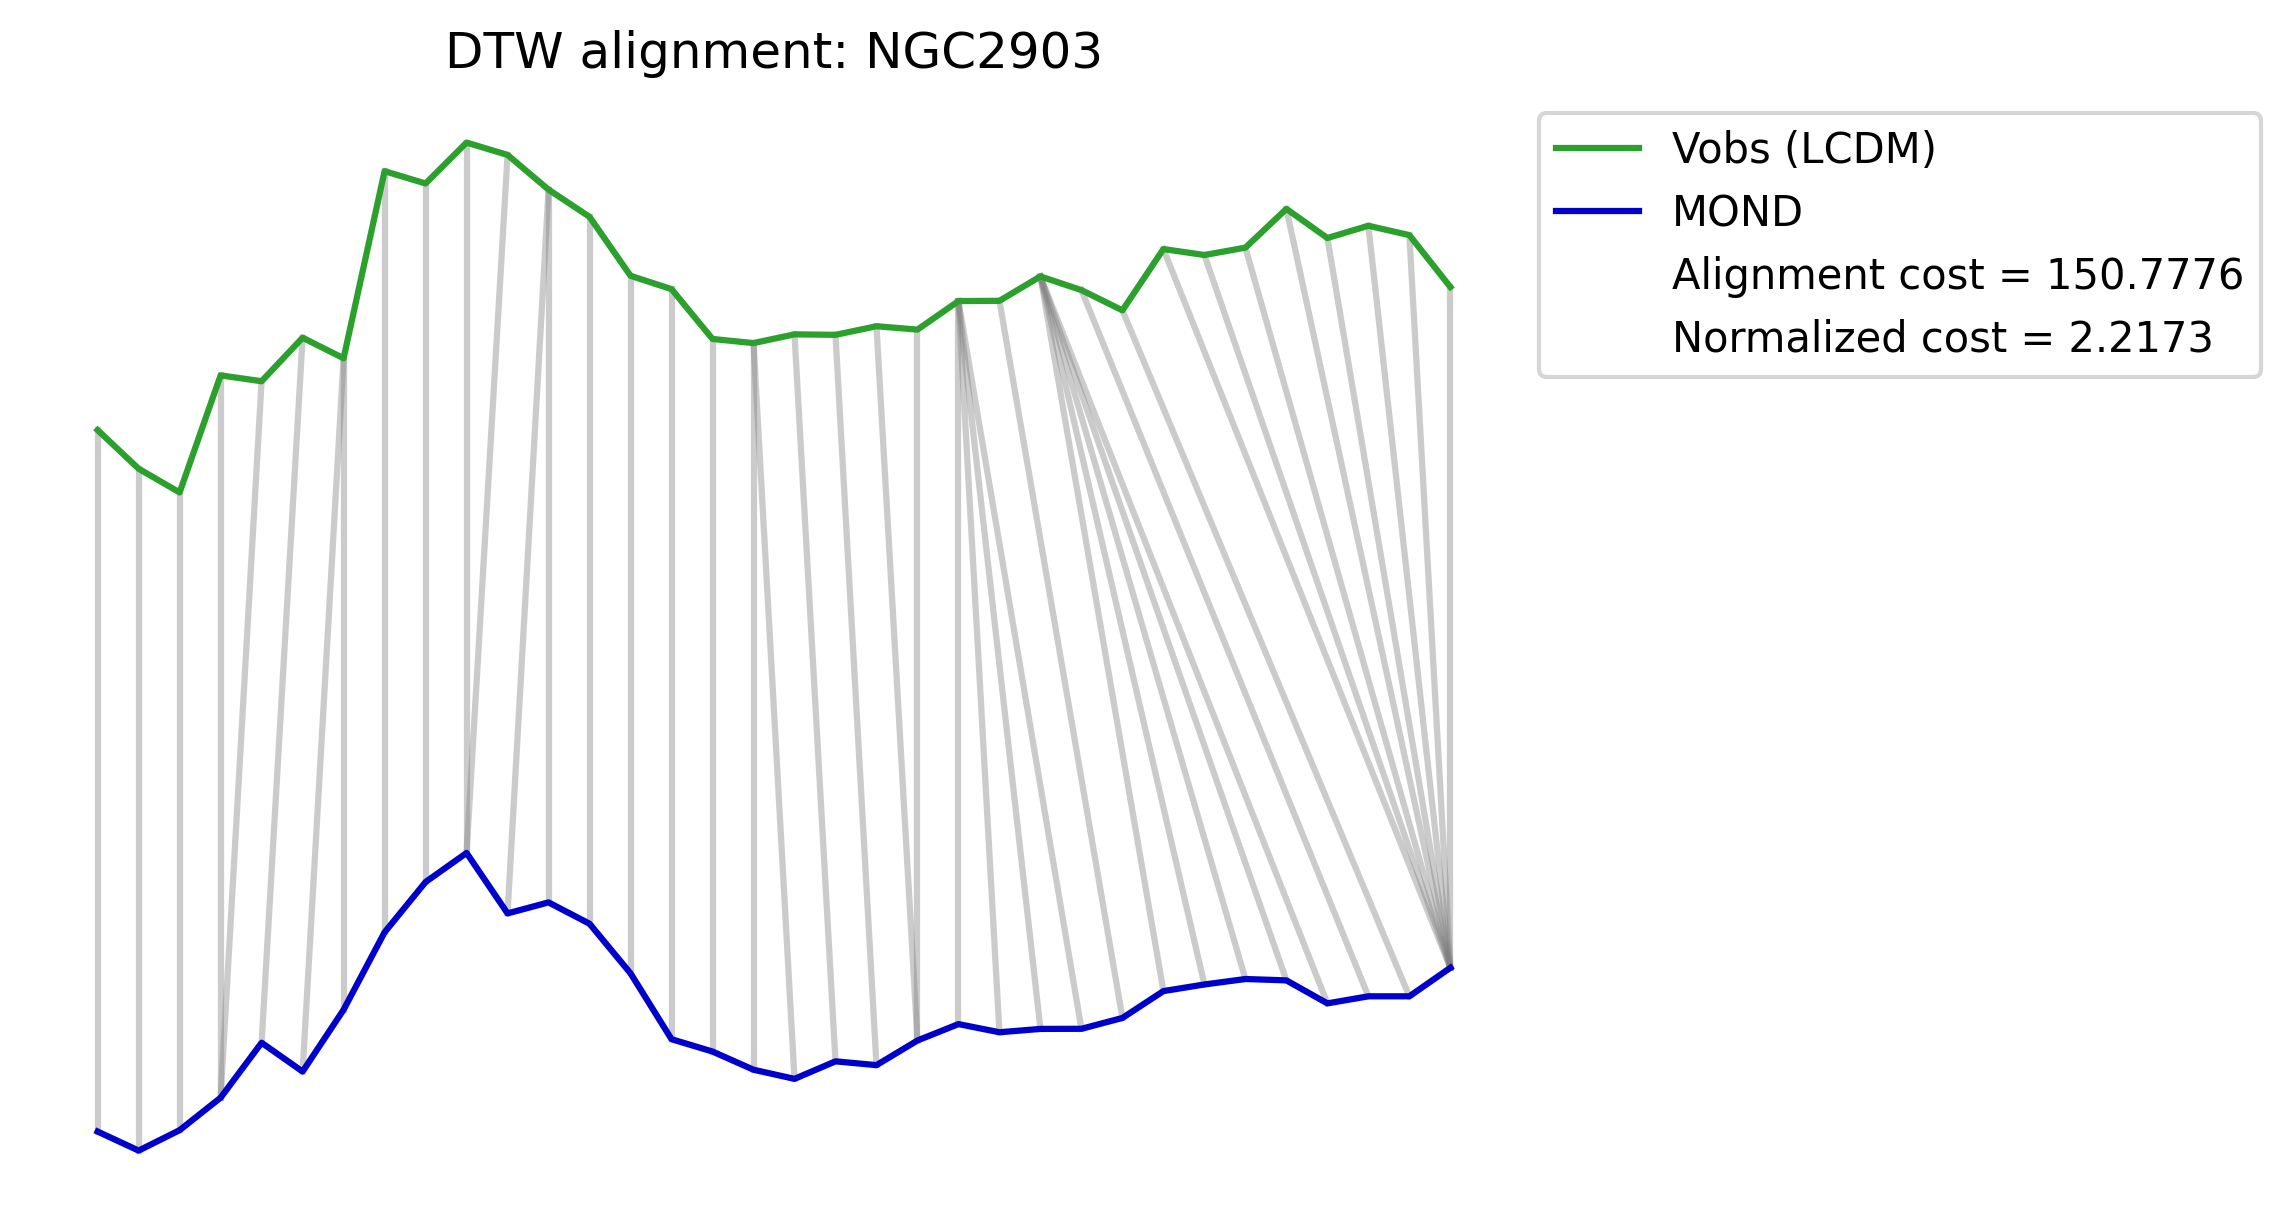 DTW alignment: NGC2903
Vobs (LCDM)
MOND
Alignment cost = 150.7776
Normalized cost = 2.2173